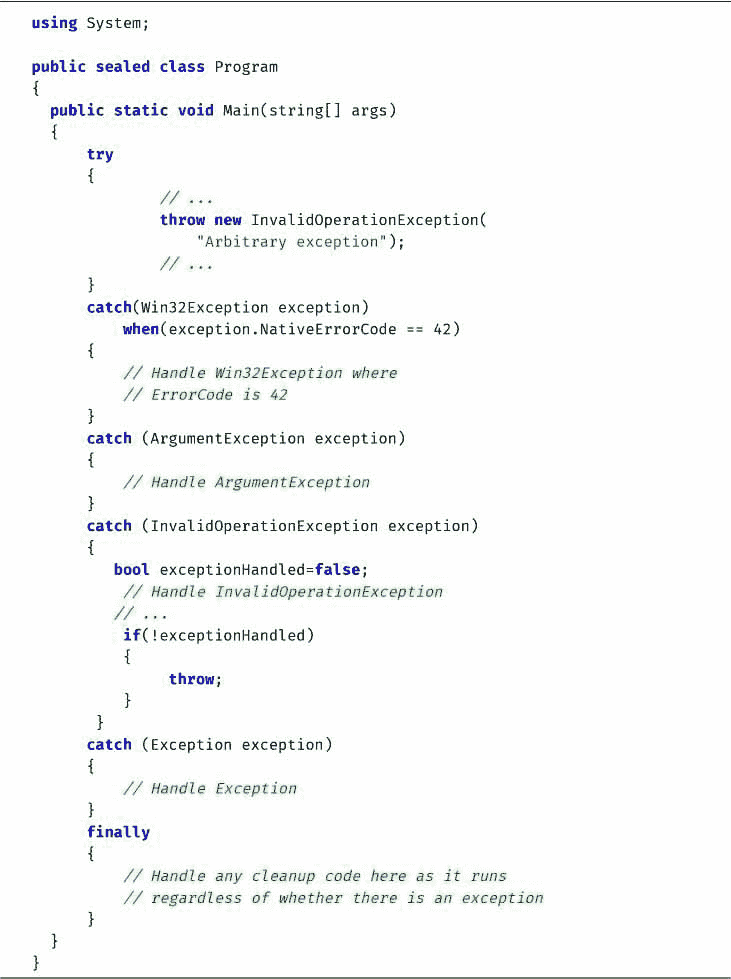 using System;
public sealed class Program
{
public static void Main(string[] args)
{
try
{
// ...
throw new InvalidOperationException(
"Arbitrary exception");
// ...
}
catch(Win32Exception exception)
when(exception.NativeErrorCode == 42)
{
// Handle Win32Exception where
// ErrorCode is 42
}
catch (ArgumentException exception)
{
// Handle ArgumentException
}
catch (InvalidOperationException exception)
{
bool exceptionHandled=false;
// Handle InvalidOperationException
// ...
if(!exceptionHandled)
{
throw;
}
}
catch (Exception exception)
{
// Handle Exception
}
finally
{
// Handle any cleanup code here as it runs
// regardless of whether there is an exception
}
}
}